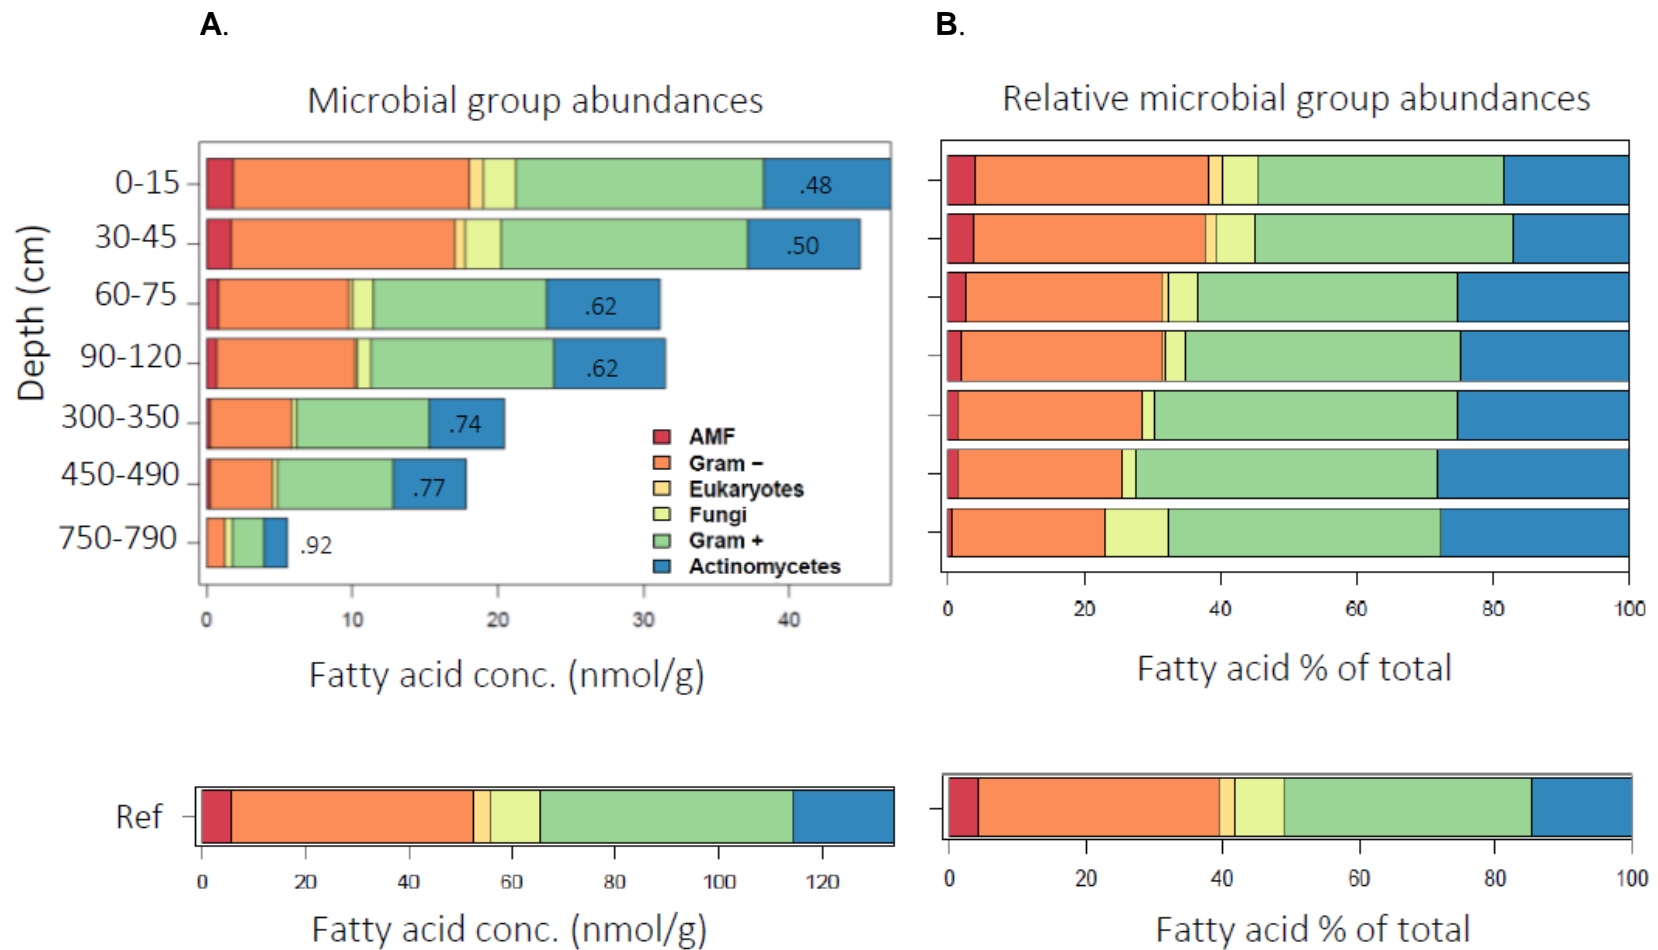 A.
B.
Microbial group abundances
Relative microbial group abundances
Depth (cm)
0-15
.48
30-45
.50
60-75
.62
90-120
.62
300-350
.74
450-490
.77
750-790
.92
AMF
Gram −
Eukaryotes
Fungi
Gram +
Actinomycetes
0 10 20 30 40
0 20 40 60 80 100
Fatty acid conc. (nmol/g)
Fatty acid % of total
Ref
0 20 40 60 80 100 120
0 20 40 60 80 100
Fatty acid conc. (nmol/g)
Fatty acid % of total